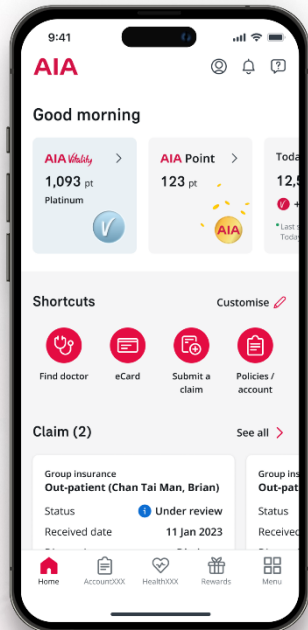 9:41
AIA
Good morning
AIA Vitality
1,093 pt
Platinum
AIA Point
123 pt
AIA
Toda
12,5
Last s
Today
Shortcuts
Customise
Find doctor
eCard
Submit a claim
Policies / account
Claim (2)
See all
Group insurance
Out-patient (Chan Tai Man, Brian)
Status Under review
Received date 11 Jan 2023
Group ins
Out-pat
Status
Received
Home
AccountXXX
HealthXXX
Rewards
Menu